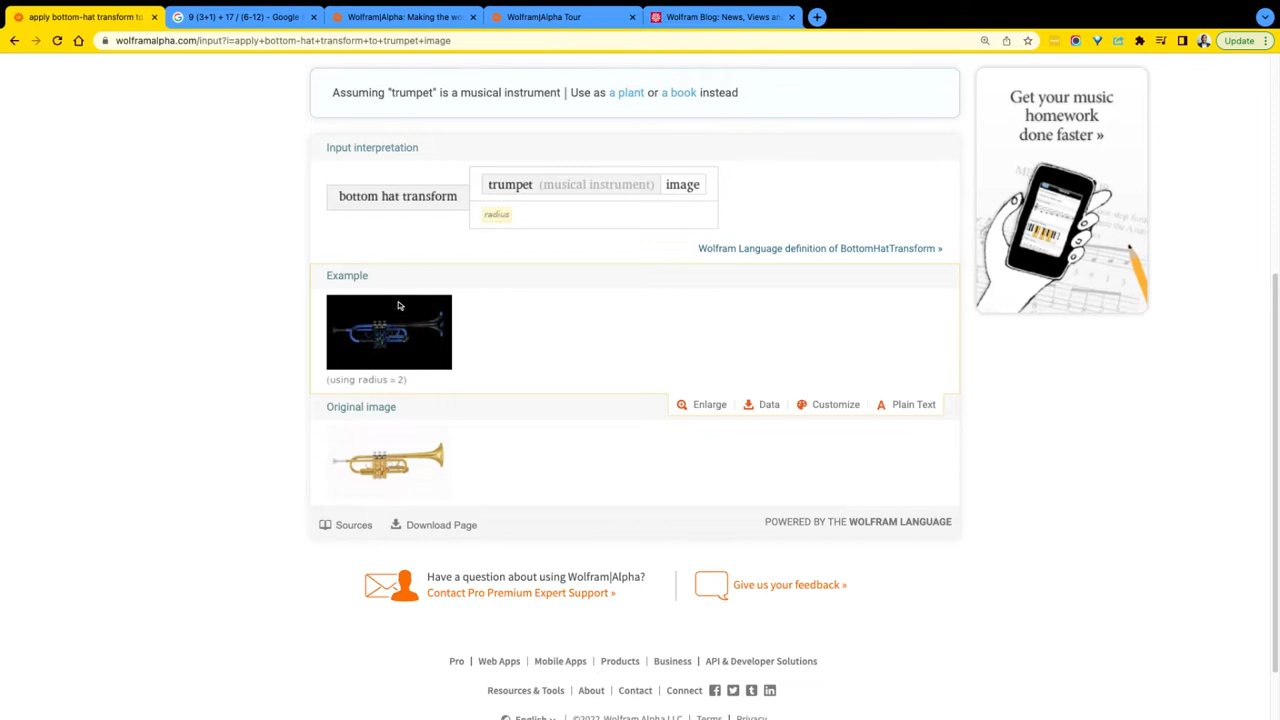 apply bottom-hat transform to
9 (3+1) + 17 / (6-12) - Google
Wolfram|Alpha: Making the wo
Wolfram|Alpha Tour
Wolfram Blog: News, Views and
wolframalpha.com/input?i=apply+bottom-hat+transform+to+trumpet+image
Update
Assuming "trumpet" is a musical instrument | Use as a plant or a book instead
Get your music
homework
done faster »
Input interpretation
bottom hat transform
trumpet (musical instrument) image
radius
Wolfram Language definition of BottomHatTransform »
Example
(using radius = 2)
Enlarge
Data
Customize
A Plain Text
Original image
Sources
Download Page
POWERED BY THE WOLFRAM LANGUAGE
Have a question about using Wolfram|Alpha?
Contact Pro Premium Expert Support »
Give us your feedback »
Pro | Web Apps | Mobile Apps | Products | Business | API & Developer Solutions
Resources & Tools | About | Contact | Connect
English
©2022 Wolfram Alpha LLC | Terms | Privacy